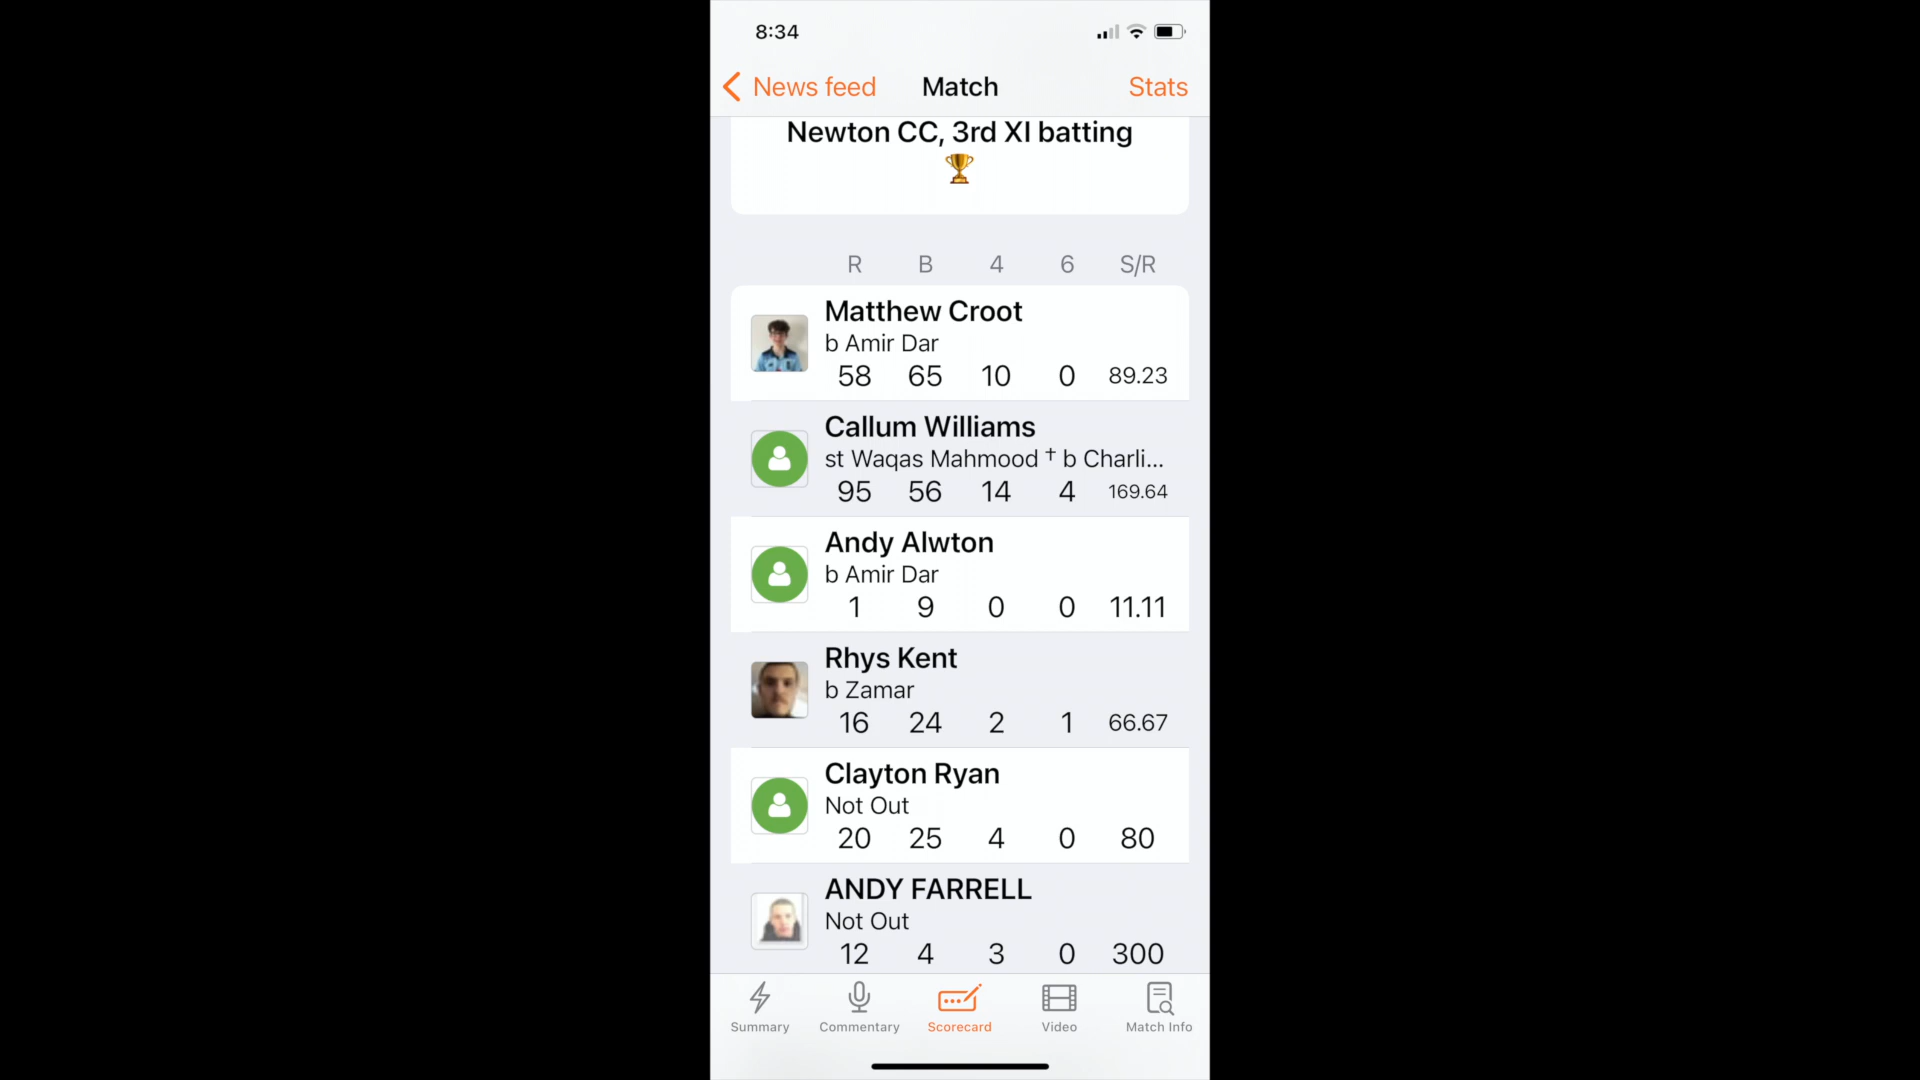 8:34
News feed Match Stats
Newton CC, 3rd XI batting
R B 4 6 S/R
Matthew Croot
b Amir Dar
58 65 10 0 89.23
Callum Williams
st Waqas Mahmood † b Charli...
95 56 14 4 169.64
Andy Alwton
b Amir Dar
1 9 0 0 11.11
Rhys Kent
b Zamar
16 24 2 1 66.67
Clayton Ryan
Not Out
20 25 4 0 80
ANDY FARRELL
Not Out
12 4 3 0 300
Summary Commentary Scorecard Video Match Info